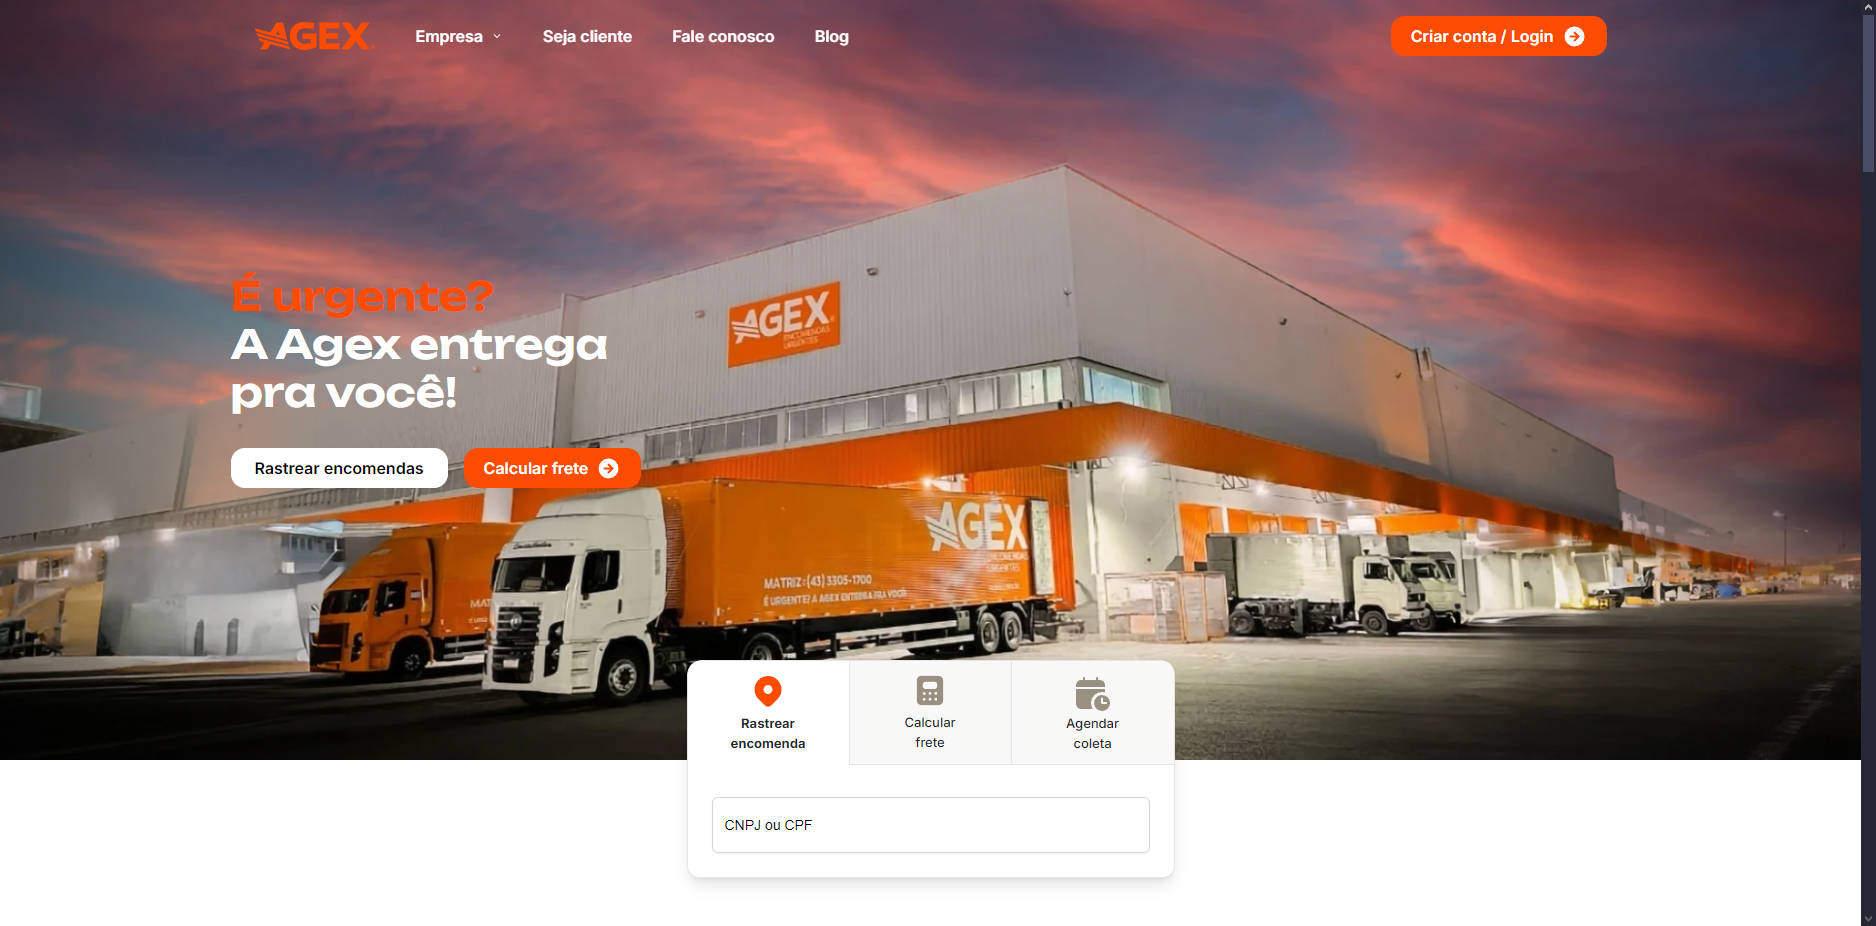 AGEX
Empresa
Seja cliente
Fale conosco
Blog
Criar conta / Login
É urgente?
A Agex entrega
pra você!
Rastrear encomendas
Calcular frete
AGEX
ENCOMENDAS
URGENTES
AGEX
ENCOMENDAS
URGENTES
MATRIZ: (43) 3305-1700
É URGENTE? A AGEX ENTREGA PRA VOCÊ
Rastrear
encomenda
Calcular
frete
Agendar
coleta
CNPJ ou CPF